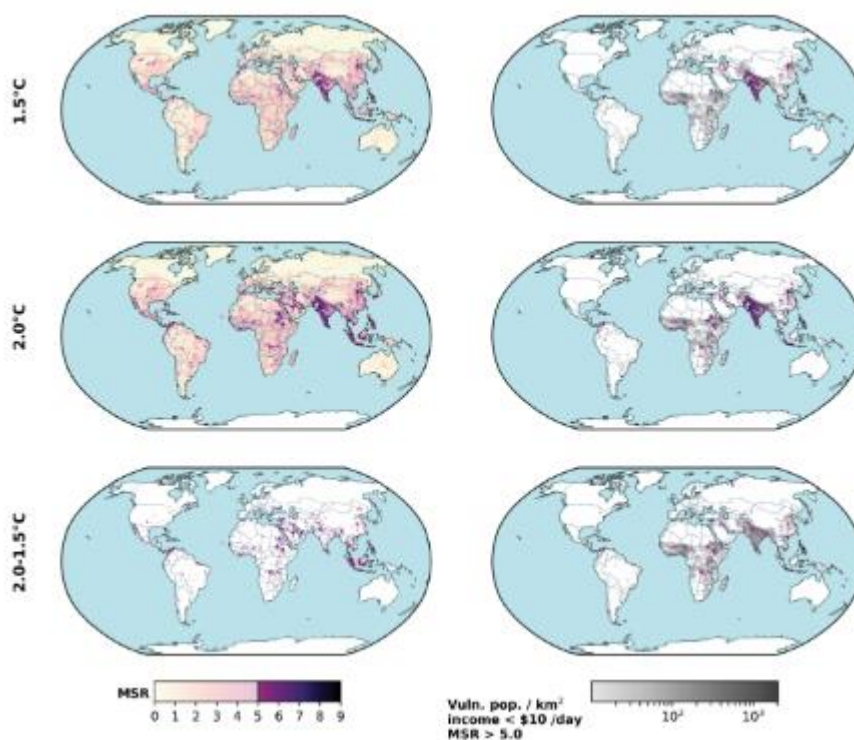 1.5°C
2.0°C
2.0-1.5°C
MSR
0 1 2 3 4 5 6 7 8 9
Vuln. pop. / km²
income < $10 /day
MSR > 5.0
10²
10³